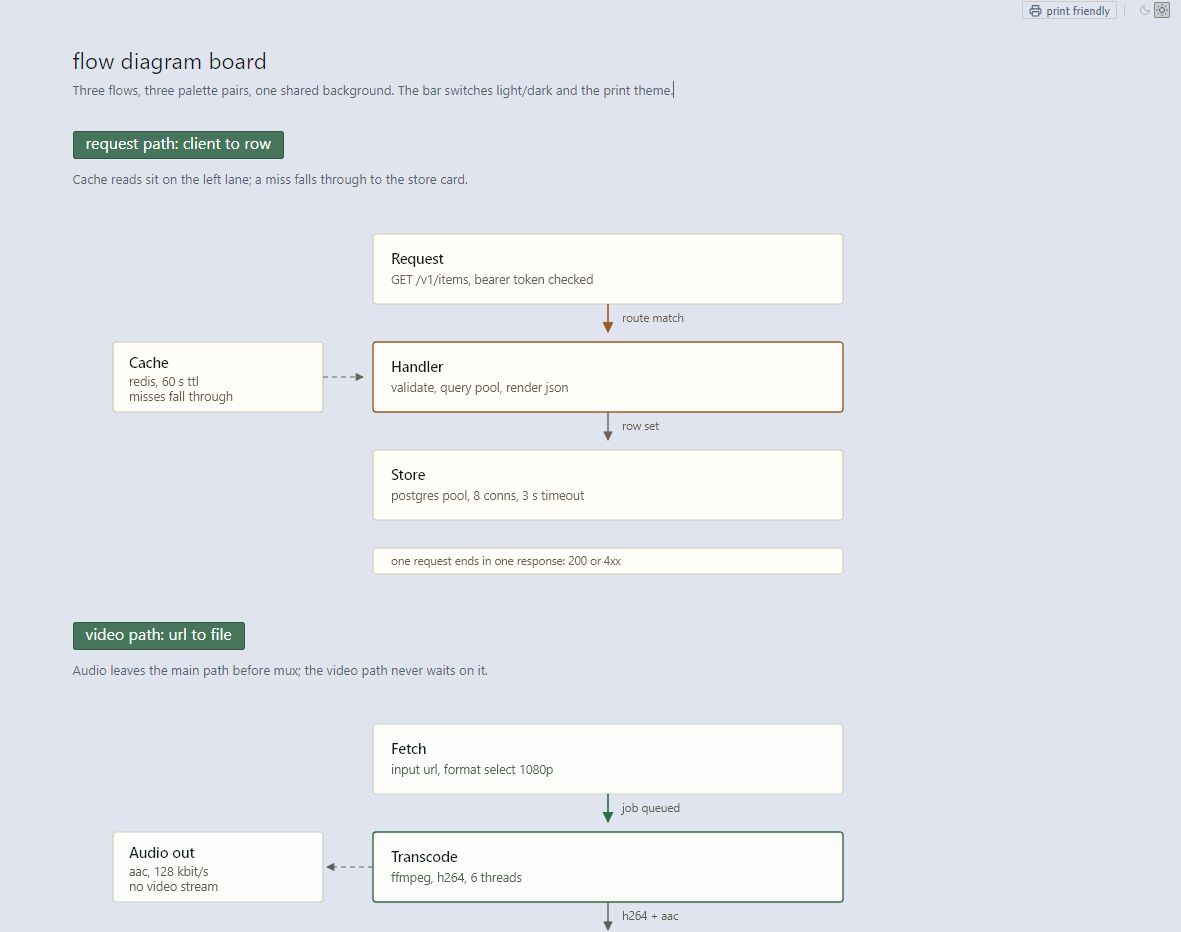 print friendly
flow diagram board
Three flows, three palette pairs, one shared background. The bar switches light/dark and the print theme.
request path: client to row
Cache reads sit on the left lane; a miss falls through to the store card.
Request
GET /v1/items, bearer token checked
route match
Cache
redis, 60 s ttl
misses fall through
Handler
validate, query pool, render json
row set
Store
postgres pool, 8 conns, 3 s timeout
one request ends in one response: 200 or 4xx
video path: url to file
Audio leaves the main path before mux; the video path never waits on it.
Fetch
input url, format select 1080p
job queued
Audio out
aac, 128 kbit/s
no video stream
Transcode
ffmpeg, h264, 6 threads
h264 + aac